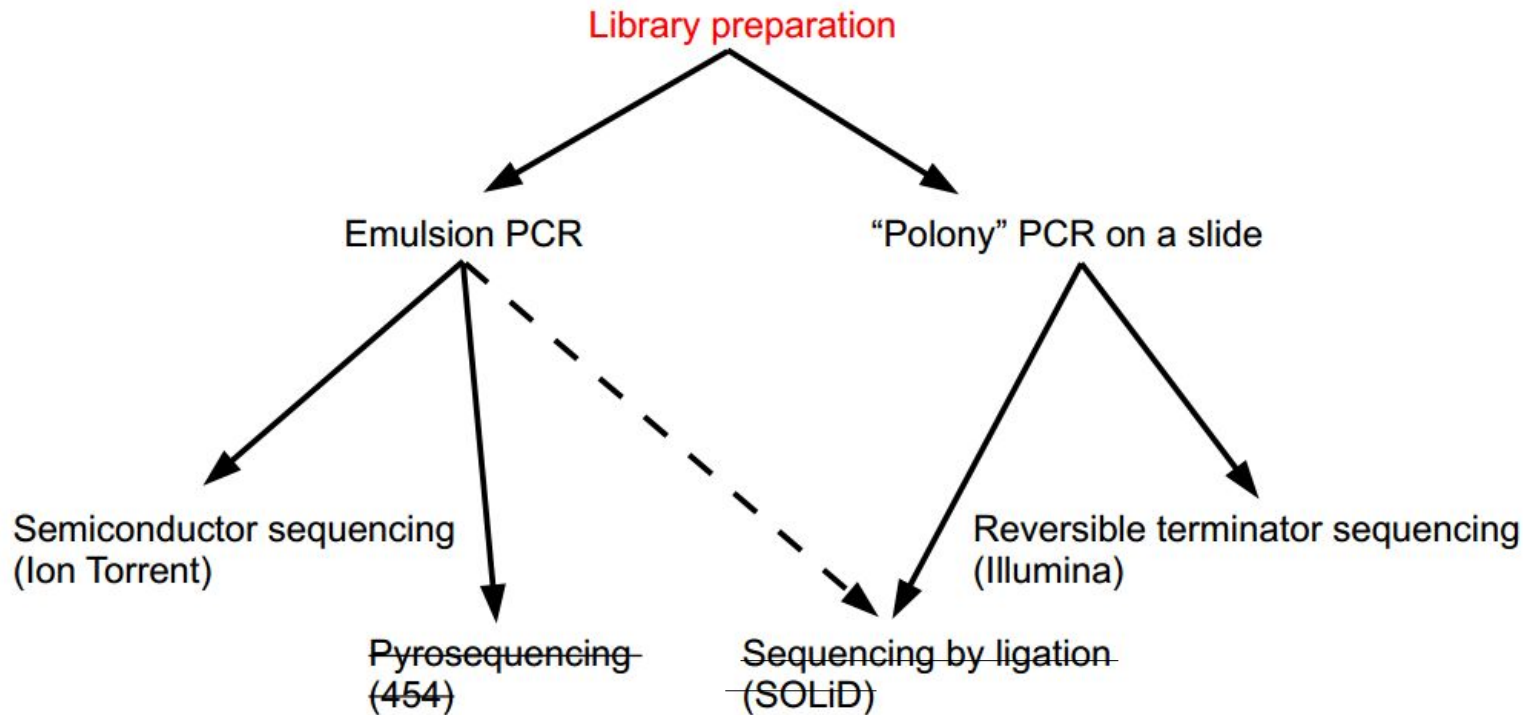 Library preparation
Emulsion PCR
“Polony” PCR on a slide
Semiconductor sequencing
(Ion Torrent)
Reversible terminator sequencing
(Illumina)
Pyrosequencing
(454)
Sequencing by ligation
(SOLiD)